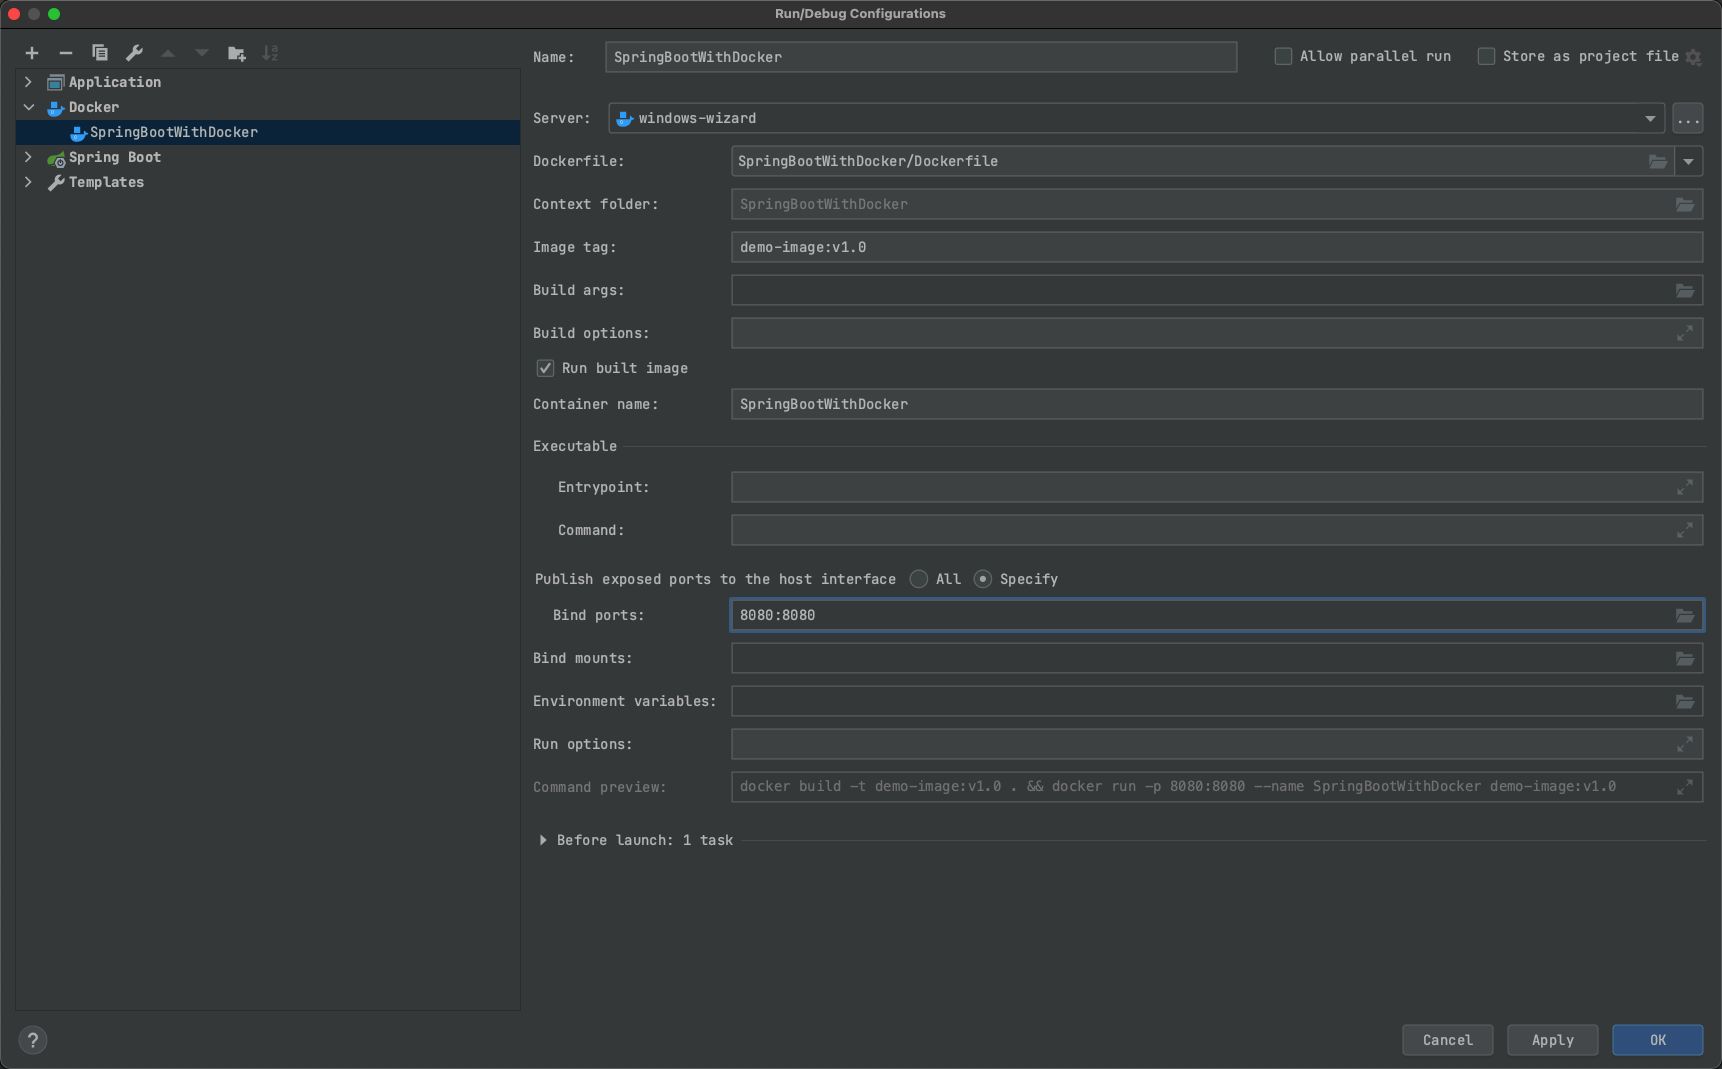 Run/Debug Configurations
Application
Docker
SpringBootWithDocker
Spring Boot
Templates
Name: SpringBootWithDocker Allow parallel run Store as project file
Server: windows-wizard ...
Dockerfile: SpringBootWithDocker/Dockerfile
Context folder: SpringBootWithDocker
Image tag: demo-image:v1.0
Build args:
Build options:
Run built image
Container name: SpringBootWithDocker
Executable
Entrypoint:
Command:
Publish exposed ports to the host interface All Specify
Bind ports: 8080:8080
Bind mounts:
Environment variables:
Run options:
Command preview: docker build -t demo-image:v1.0 . && docker run -p 8080:8080 --name SpringBootWithDocker demo-image:v1.0
Before launch: 1 task
? Cancel Apply OK